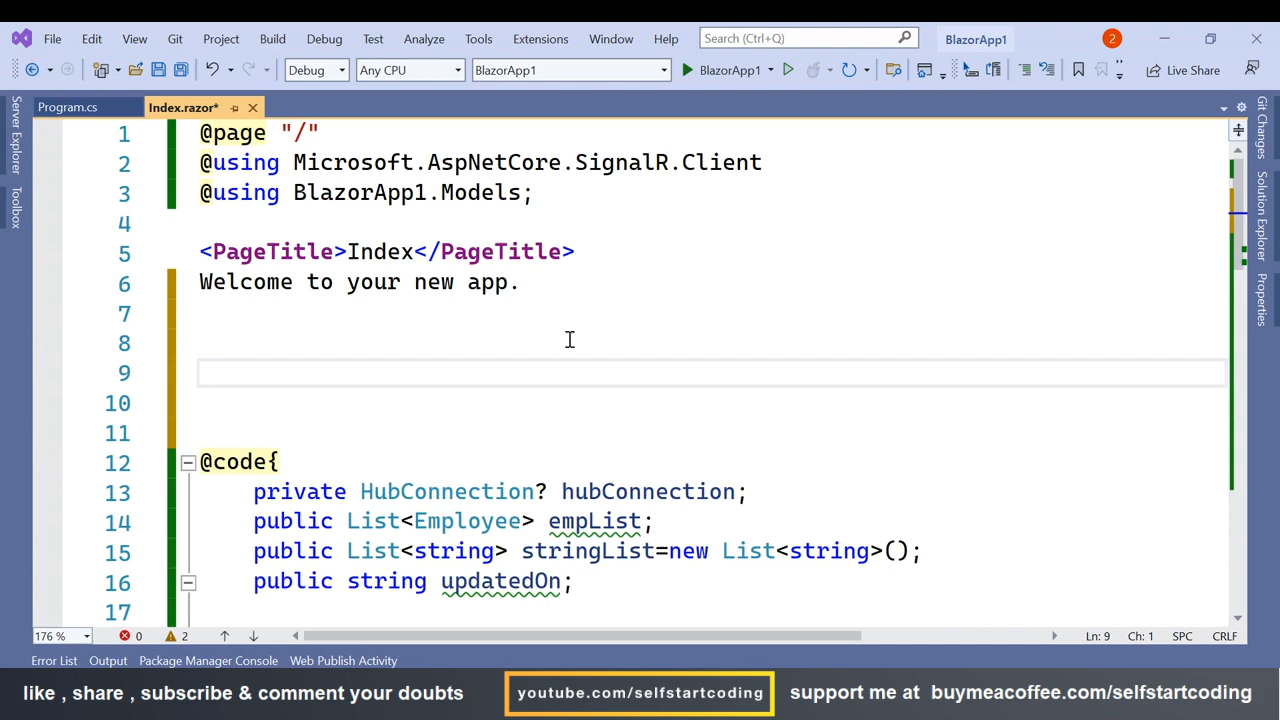 File Edit View Git Project Build Debug Test Analyze Tools Extensions Window Help Search (Ctrl+Q) BlazorApp1 2
Debug Any CPU BlazorApp1 BlazorApp1 Live Share
Program.cs Index.razor*
Server Explorer
Toolbox
Git Changes
Solution Explorer
Properties
1 @page "/"
2 @using Microsoft.AspNetCore.SignalR.Client
3 @using BlazorApp1.Models;
4
5 <PageTitle>Index</PageTitle>
6 Welcome to your new app.
7
8
9
10
11
12 @code{
13 private HubConnection? hubConnection;
14 public List<Employee> empList;
15 public List<string> stringList=new List<string>();
16 public string updatedOn;
17
176 % 0 2 Ln: 9 Ch: 1 SPC CRLF
Error List Output Package Manager Console Web Publish Activity
like , share , subscribe & comment your doubts youtube.com/selfstartcoding support me at buymeacoffee.com/selfstartcoding